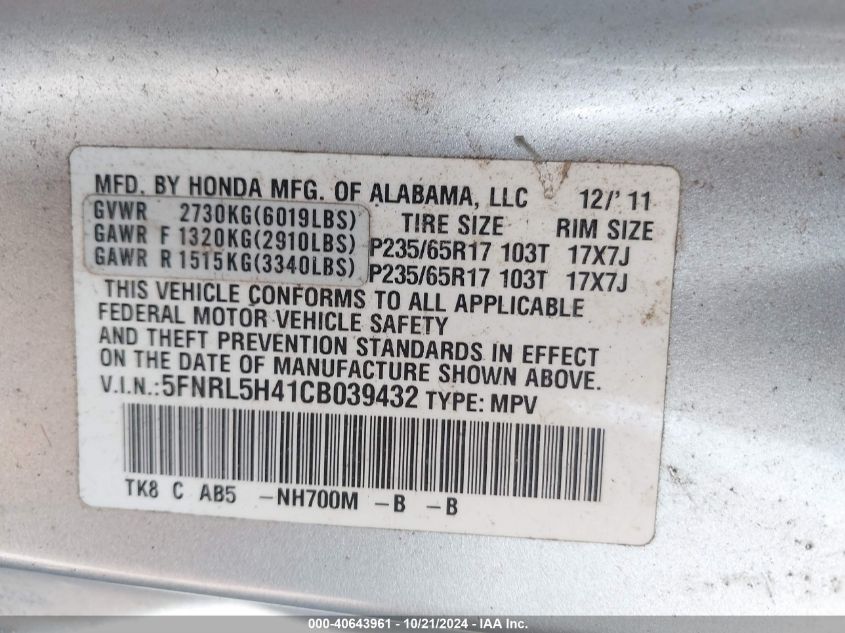 MFD. BY HONDA MFG. OF ALABAMA, LLC 12/'11
GVWR 2730KG(6019LBS) TIRE SIZE RIM SIZE
GAWR F 1320KG(2910LBS) P235/65R17 103T 17X7J
GAWR R 1515KG(3340LBS) P235/65R17 103T 17X7J
THIS VEHICLE CONFORMS TO ALL APPLICABLE
FEDERAL MOTOR VEHICLE SAFETY
AND THEFT PREVENTION STANDARDS IN EFFECT
ON THE DATE OF MANUFACTURE SHOWN ABOVE.
V.I.N.:5FNRL5H41CB039432 TYPE: MPV
TK8 C AB5 -NH700M -B -B
000-40643961 - 10/21/2024 - IAA Inc.